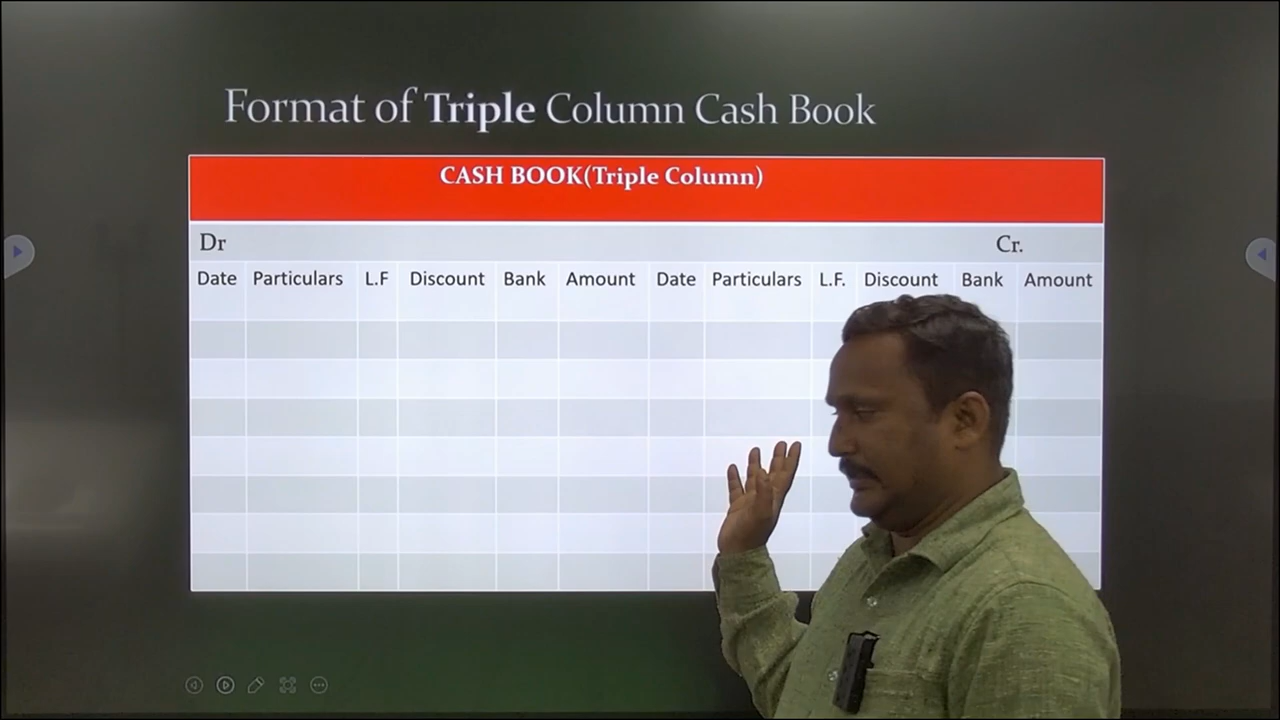 Format of Triple Column Cash Book
CASH BOOK(Triple Column)
Dr Cr.
Date Particulars L.F Discount Bank Amount Date Particulars L.F. Discount Bank Amount